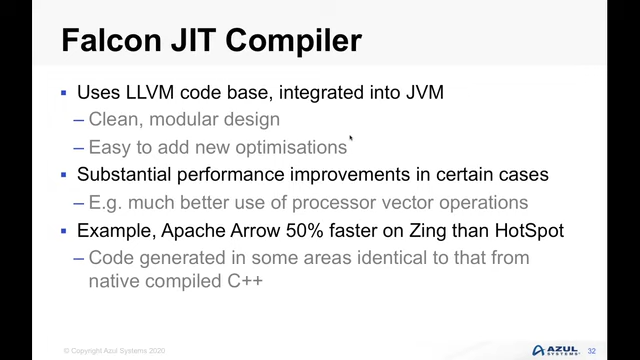 Falcon JIT Compiler
▪ Uses LLVM code base, integrated into JVM
– Clean, modular design
– Easy to add new optimisations
▪ Substantial performance improvements in certain cases
– E.g. much better use of processor vector operations
▪ Example, Apache Arrow 50% faster on Zing than HotSpot
– Code generated in some areas identical to that from
native compiled C++
© Copyright Azul Systems 2020
AZUL
SYSTEMS
32